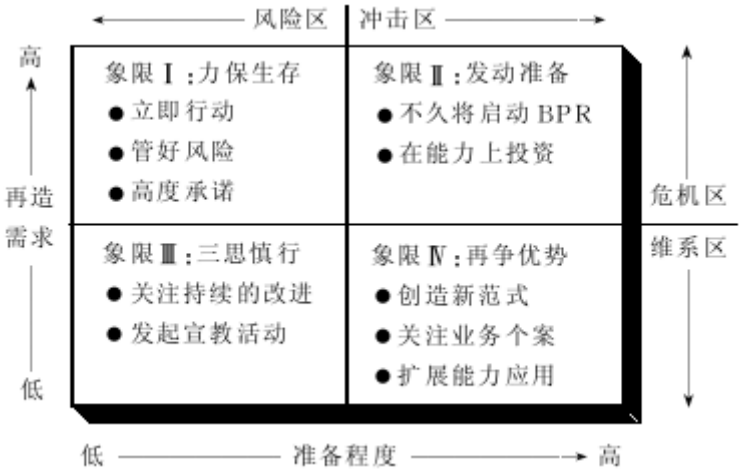 风险区 冲击区
高
象限Ⅰ:力保生存
●立即行动
●管好风险
●高度承诺
象限Ⅱ:发动准备
●不久将启动BPR
●在能力上投资
再造
需求
危机区
维系区
象限Ⅲ:三思慎行
●关注持续的改进
●发起宣教活动
象限Ⅳ:再争优势
●创造新范式
●关注业务个案
●扩展能力应用
低
低 准备程度 高